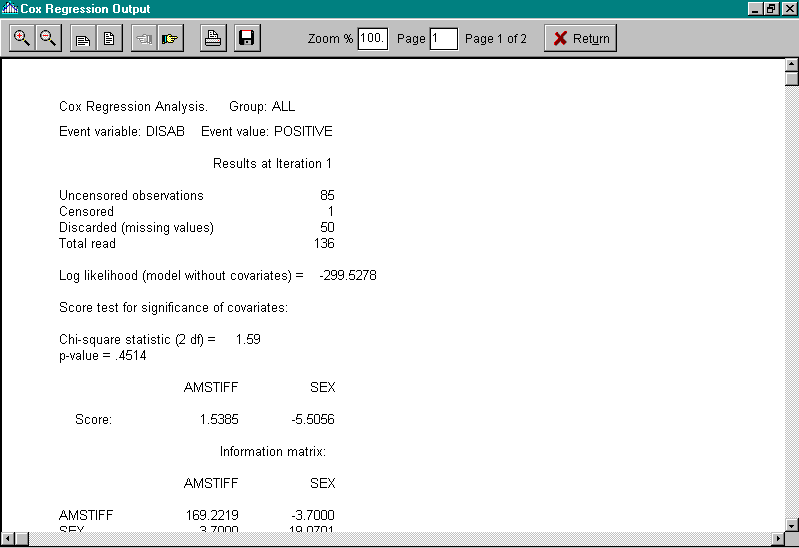 Cox Regression Output
Zoom % 100. Page 1 Page 1 of 2 Return
Cox Regression Analysis. Group: ALL
Event variable: DISAB Event value: POSITIVE
Results at Iteration 1
Uncensored observations 85
Censored 1
Discarded (missing values) 50
Total read 136
Log likelihood (model without covariates) = -299.5278
Score test for significance of covariates:
Chi-square statistic (2 df) = 1.59
p-value = .4514
AMSTIFF SEX
Score: 1.5385 -5.5056
Information matrix:
AMSTIFF SEX
AMSTIFF 169.2219 -3.7000
SEX -3.7000 19.0701